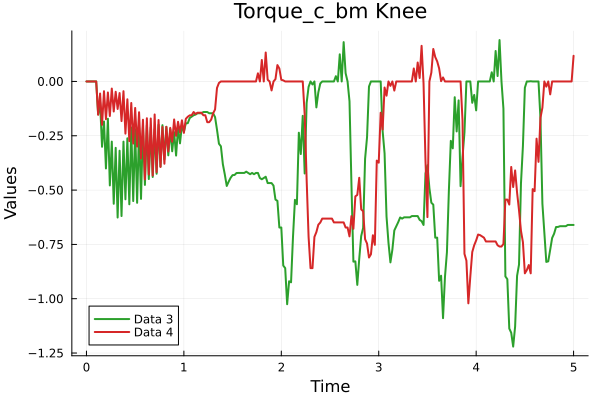 Torque_c_bm Knee
Values
0.00
−0.25
−0.50
−0.75
−1.00
−1.25
Data 3
Data 4
0 1 2 3 4 5
Time